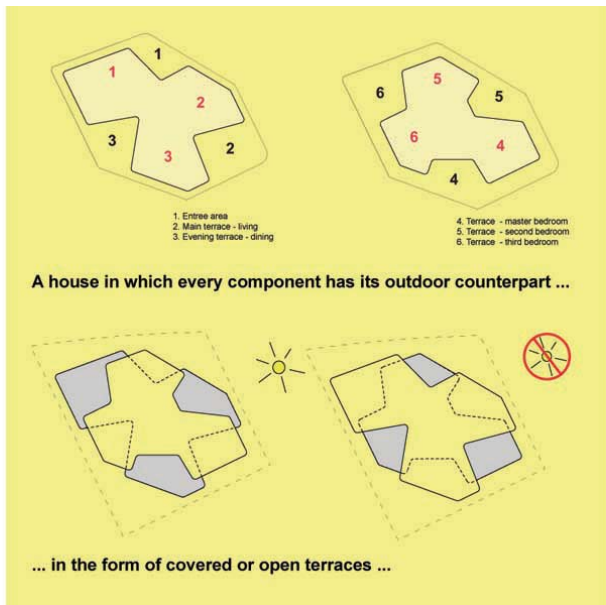 1
1
2
3
3
2
5
6
5
6
4
4
1. Entree area
2. Main terrace - living
3. Evening terrace - dining
4. Terrace - master bedroom
5. Terrace - second bedroom
6. Terrace - third bedroom
A house in which every component has its outdoor counterpart ...
... in the form of covered or open terraces ...